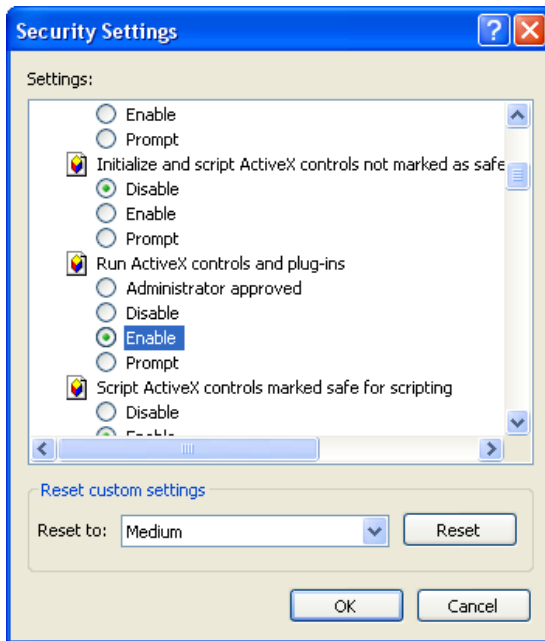 Security Settings
Settings:
Enable
Prompt
Initialize and script ActiveX controls not marked as safe
Disable
Enable
Prompt
Run ActiveX controls and plug-ins
Administrator approved
Disable
Enable
Prompt
Script ActiveX controls marked safe for scripting
Disable
Enable
Reset custom settings
Reset to: Medium Reset
OK Cancel